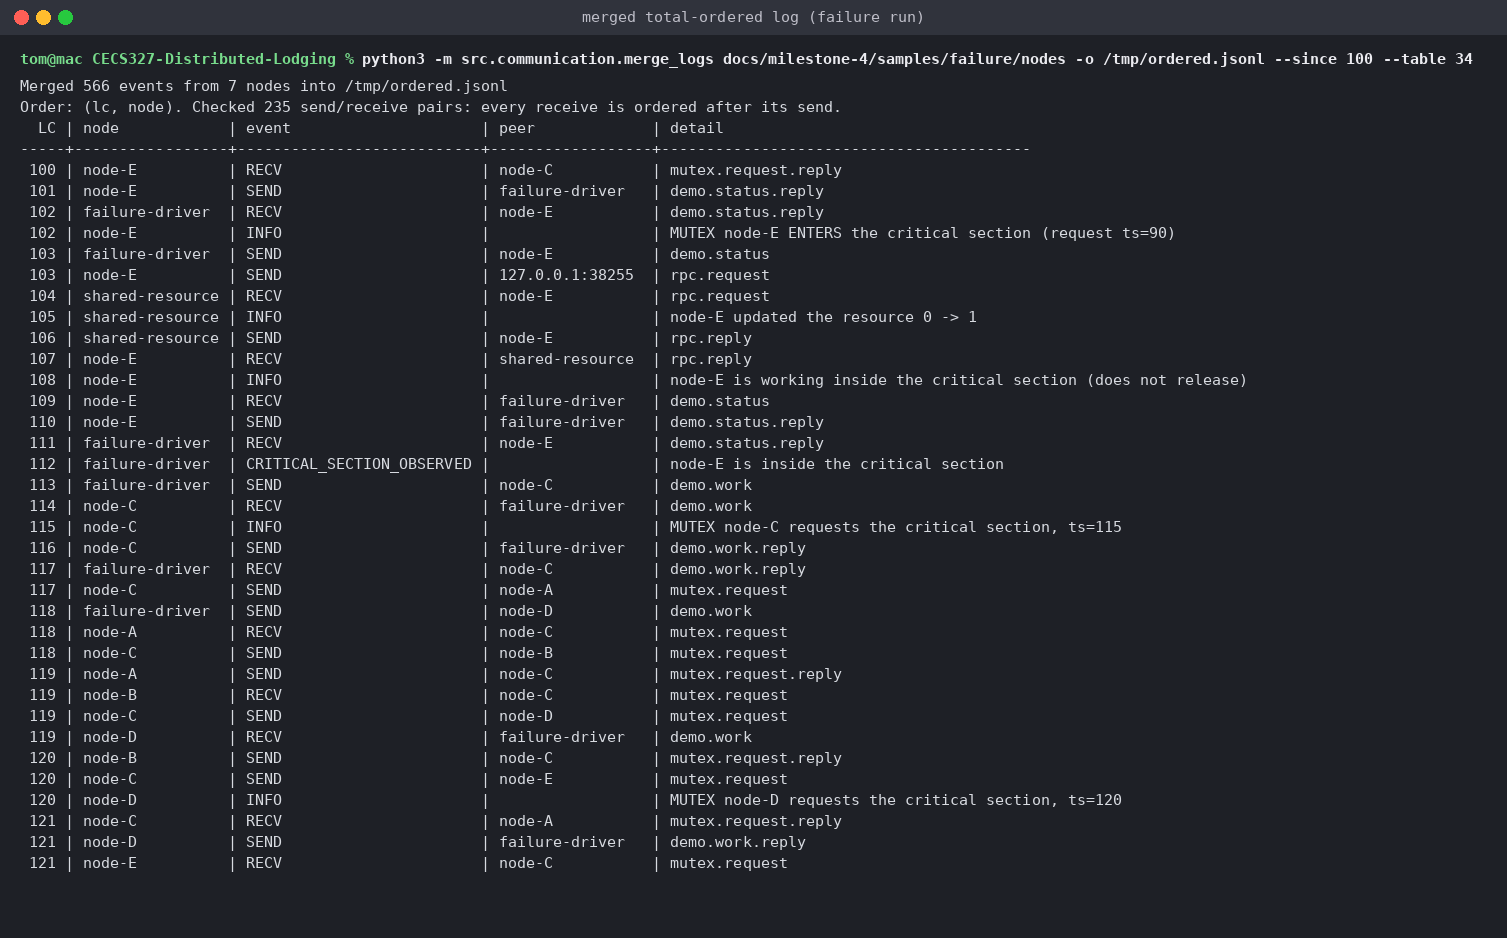 merged total-ordered log (failure run)
tom@mac CECS327-Distributed-Lodging % python3 -m src.communication.merge_logs docs/milestone-4/samples/failure/nodes -o /tmp/ordered.jsonl --since 100 --table 34
Merged 566 events from 7 nodes into /tmp/ordered.jsonl
Order: (lc, node). Checked 235 send/receive pairs: every receive is ordered after its send.
  LC | node            | event                     | peer             | detail
-----+-----------------+---------------------------+------------------+-----------------------------------------
 100 | node-E          | RECV                      | node-C           | mutex.request.reply
 101 | node-E          | SEND                      | failure-driver   | demo.status.reply
 102 | failure-driver  | RECV                      | node-E           | demo.status.reply
 102 | node-E          | INFO                      |                  | MUTEX node-E ENTERS the critical section (request ts=90)
 103 | failure-driver  | SEND                      | node-E           | demo.status
 103 | node-E          | SEND                      | 127.0.0.1:38255  | rpc.request
 104 | shared-resource | RECV                      | node-E           | rpc.request
 105 | shared-resource | INFO                      |                  | node-E updated the resource 0 -> 1
 106 | shared-resource | SEND                      | node-E           | rpc.reply
 107 | node-E          | RECV                      | shared-resource  | rpc.reply
 108 | node-E          | INFO                      |                  | node-E is working inside the critical section (does not release)
 109 | node-E          | RECV                      | failure-driver   | demo.status
 110 | node-E          | SEND                      | failure-driver   | demo.status.reply
 111 | failure-driver  | RECV                      | node-E           | demo.status.reply
 112 | failure-driver  | CRITICAL_SECTION_OBSERVED |                  | node-E is inside the critical section
 113 | failure-driver  | SEND                      | node-C           | demo.work
 114 | node-C          | RECV                      | failure-driver   | demo.work
 115 | node-C          | INFO                      |                  | MUTEX node-C requests the critical section, ts=115
 116 | node-C          | SEND                      | failure-driver   | demo.work.reply
 117 | failure-driver  | RECV                      | node-C           | demo.work.reply
 117 | node-C          | SEND                      | node-A           | mutex.request
 118 | failure-driver  | SEND                      | node-D           | demo.work
 118 | node-A          | RECV                      | node-C           | mutex.request
 118 | node-C          | SEND                      | node-B           | mutex.request
 119 | node-A          | SEND                      | node-C           | mutex.request.reply
 119 | node-B          | RECV                      | node-C           | mutex.request
 119 | node-C          | SEND                      | node-D           | mutex.request
 119 | node-D          | RECV                      | failure-driver   | demo.work
 120 | node-B          | SEND                      | node-C           | mutex.request.reply
 120 | node-C          | SEND                      | node-E           | mutex.request
 120 | node-D          | INFO                      |                  | MUTEX node-D requests the critical section, ts=120
 121 | node-C          | RECV                      | node-A           | mutex.request.reply
 121 | node-D          | SEND                      | failure-driver   | demo.work.reply
 121 | node-E          | RECV                      | node-C           | mutex.request